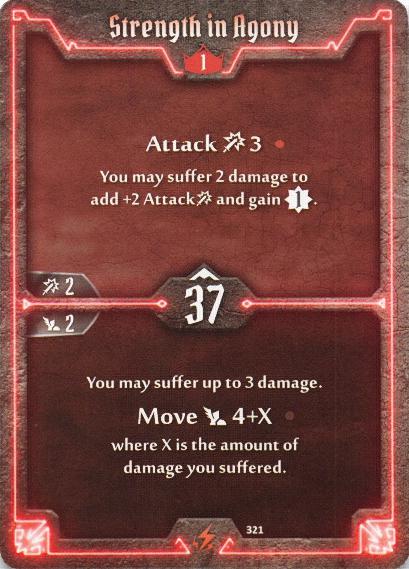 Strength in Agony
1
Attack 3
You may suffer 2 damage to
add +2 Attack and gain 1.
2
37
2
You may suffer up to 3 damage.
Move 4+X
where X is the amount of
damage you suffered.
321